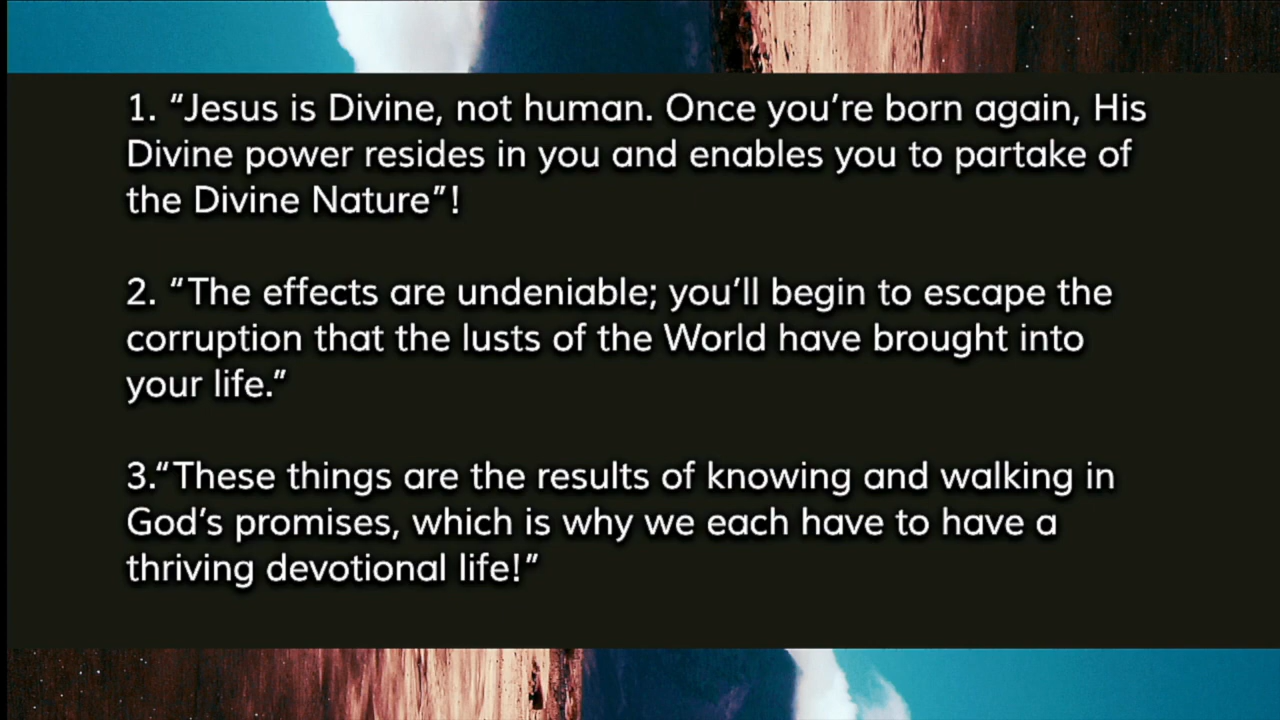 1. “Jesus is Divine, not human. Once you’re born again, His
Divine power resides in you and enables you to partake of
the Divine Nature”!
2. “The effects are undeniable; you’ll begin to escape the
corruption that the lusts of the World have brought into
your life.”
3.“These things are the results of knowing and walking in
God’s promises, which is why we each have to have a
thriving devotional life!”